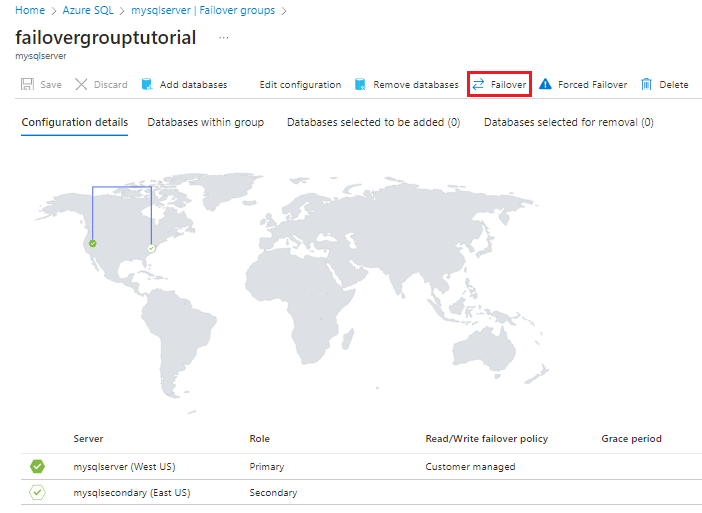 Home > Azure SQL > mysqlserver | Failover groups >
failovergrouptutorial ...
mysqlserver
Save Discard Add databases Edit configuration Remove databases Failover Forced Failover Delete
Configuration details Databases within group Databases selected to be added (0) Databases selected for removal (0)
Server Role Read/Write failover policy Grace period
mysqlserver (West US) Primary Customer managed
mysqlsecondary (East US) Secondary